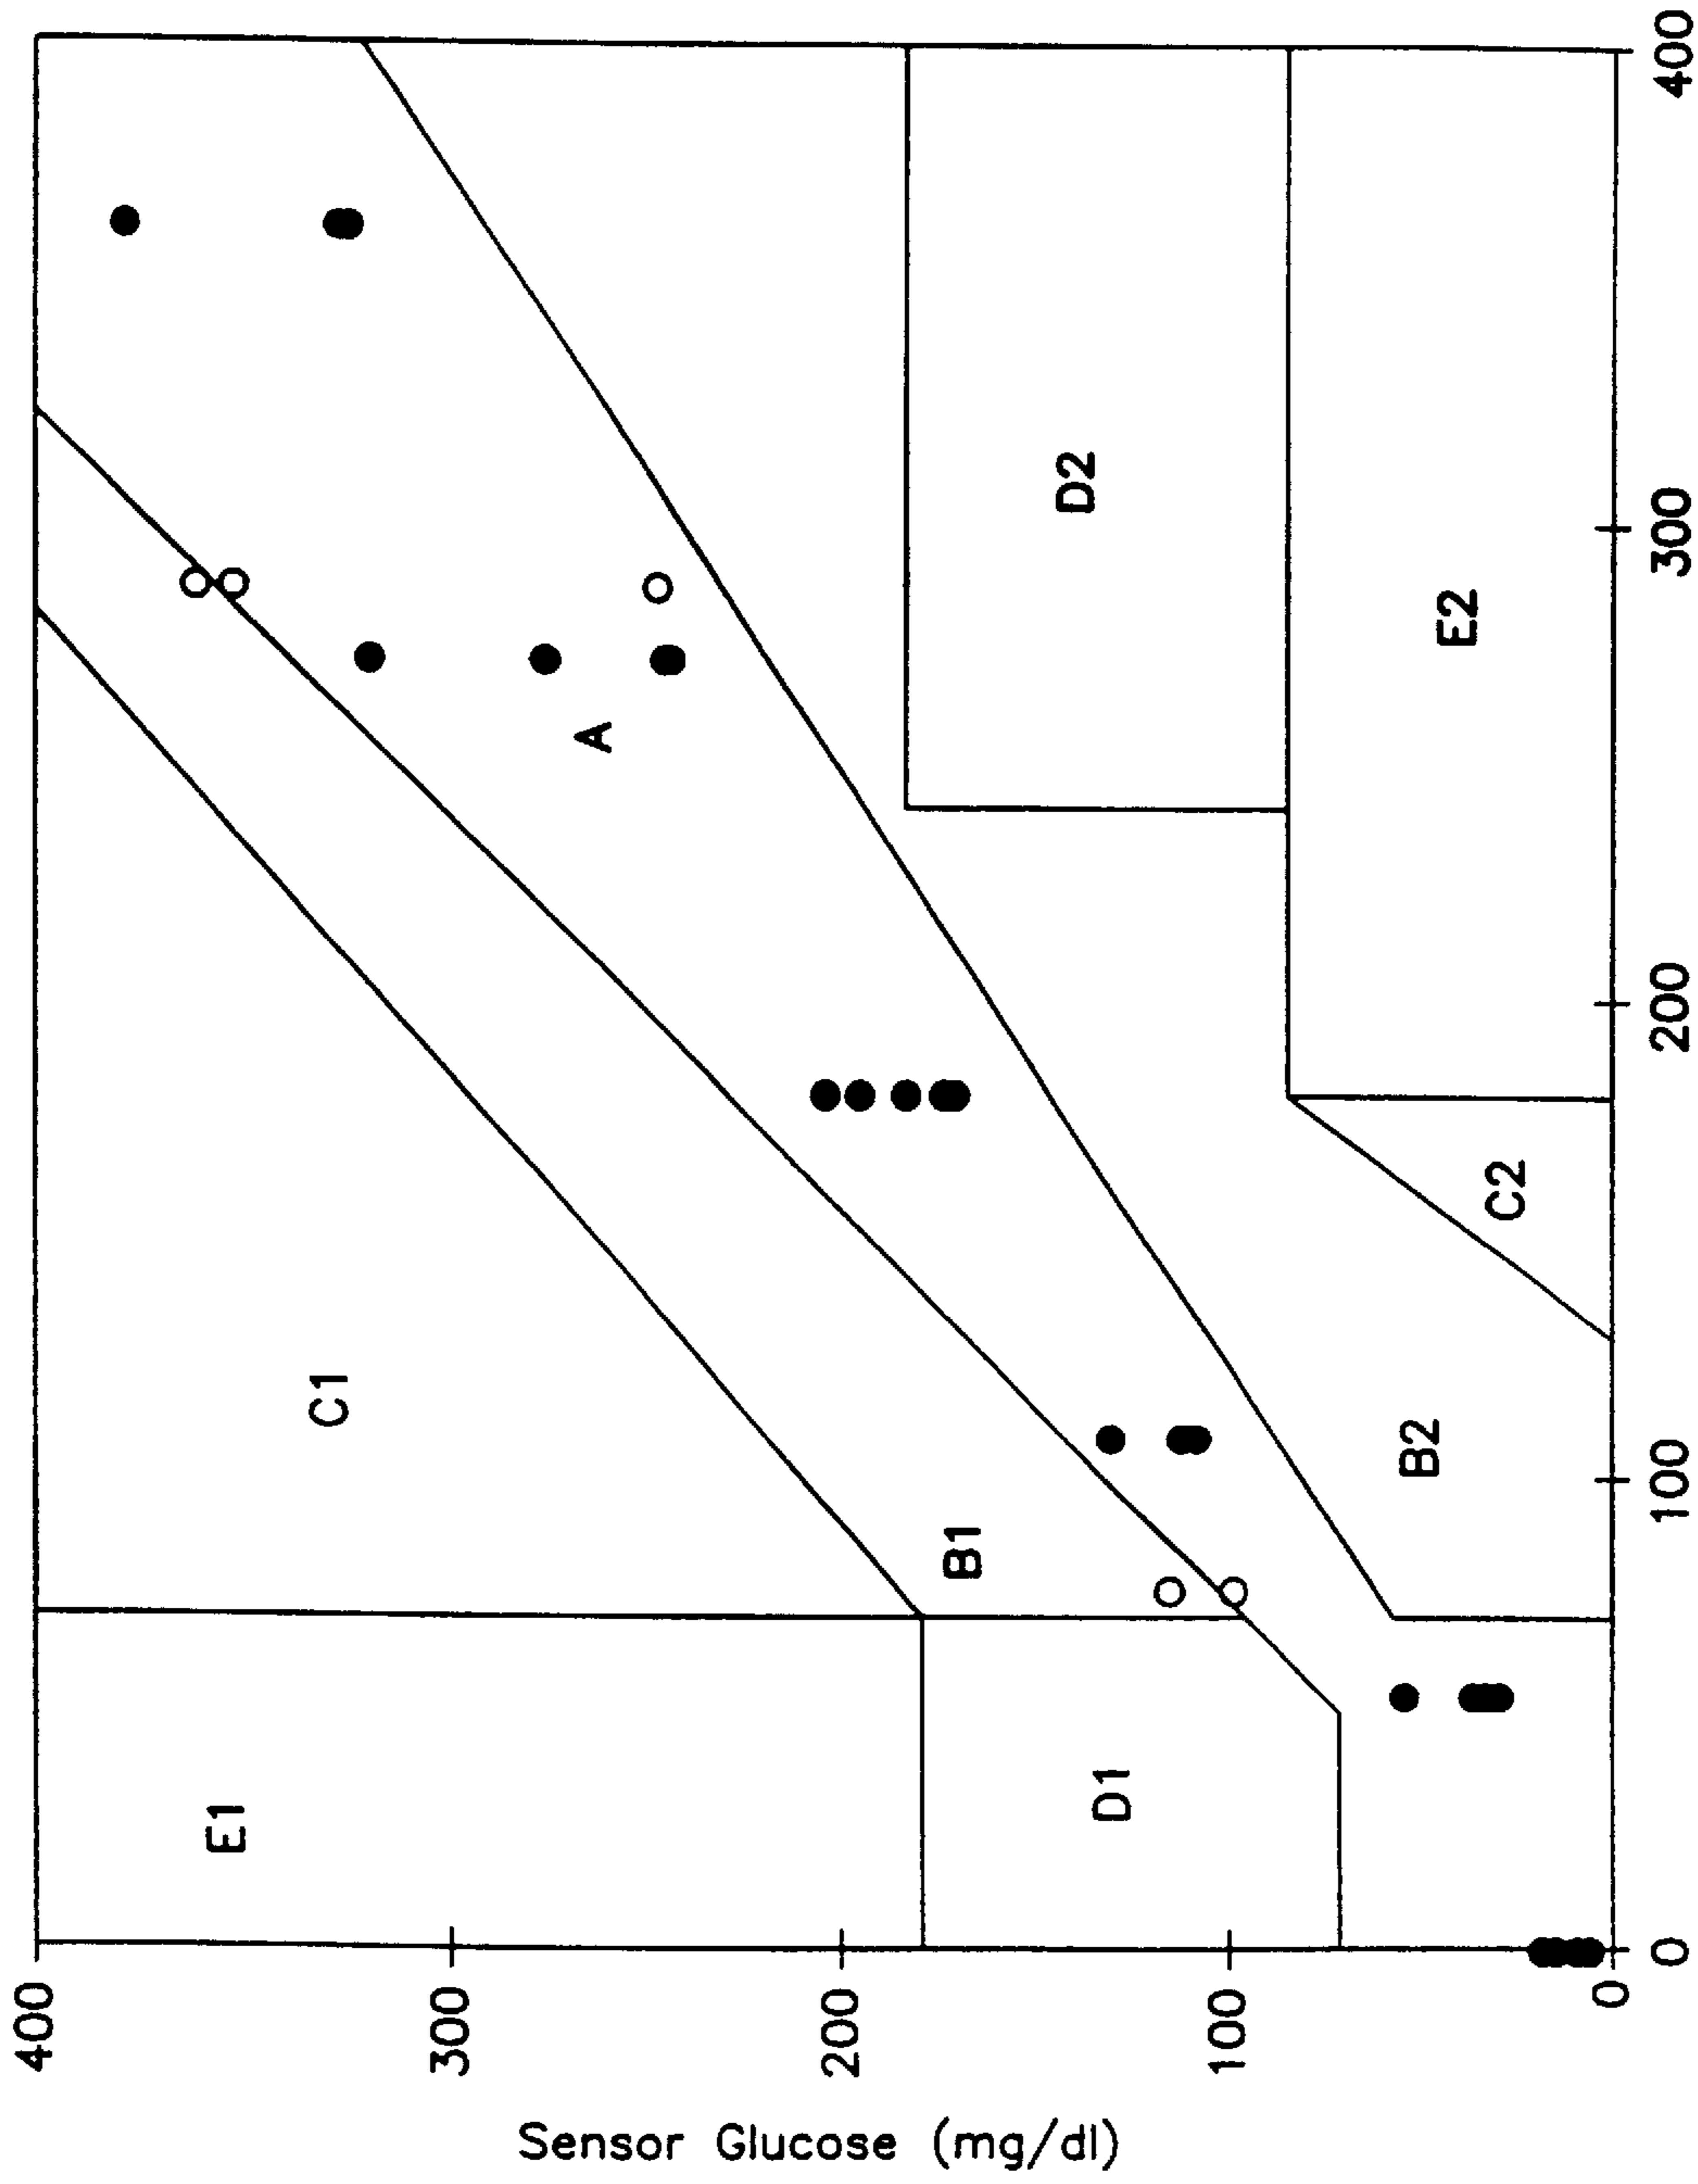 400
300
200
100
0
Sensor Glucose (mg/dl)
E1
C1
D1
B1
A
B2
C2
D2
E2
0
100
200
300
400